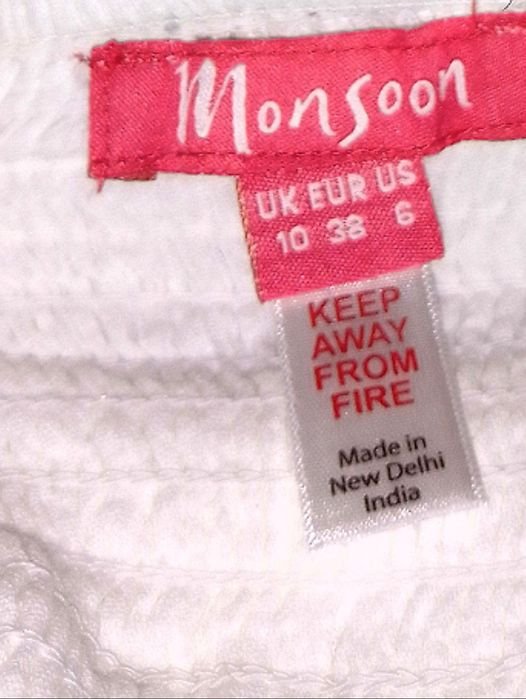 Monsoon
UK EUR US
10 38 6
KEEP
AWAY
FROM
FIRE
Made in
New Delhi
India